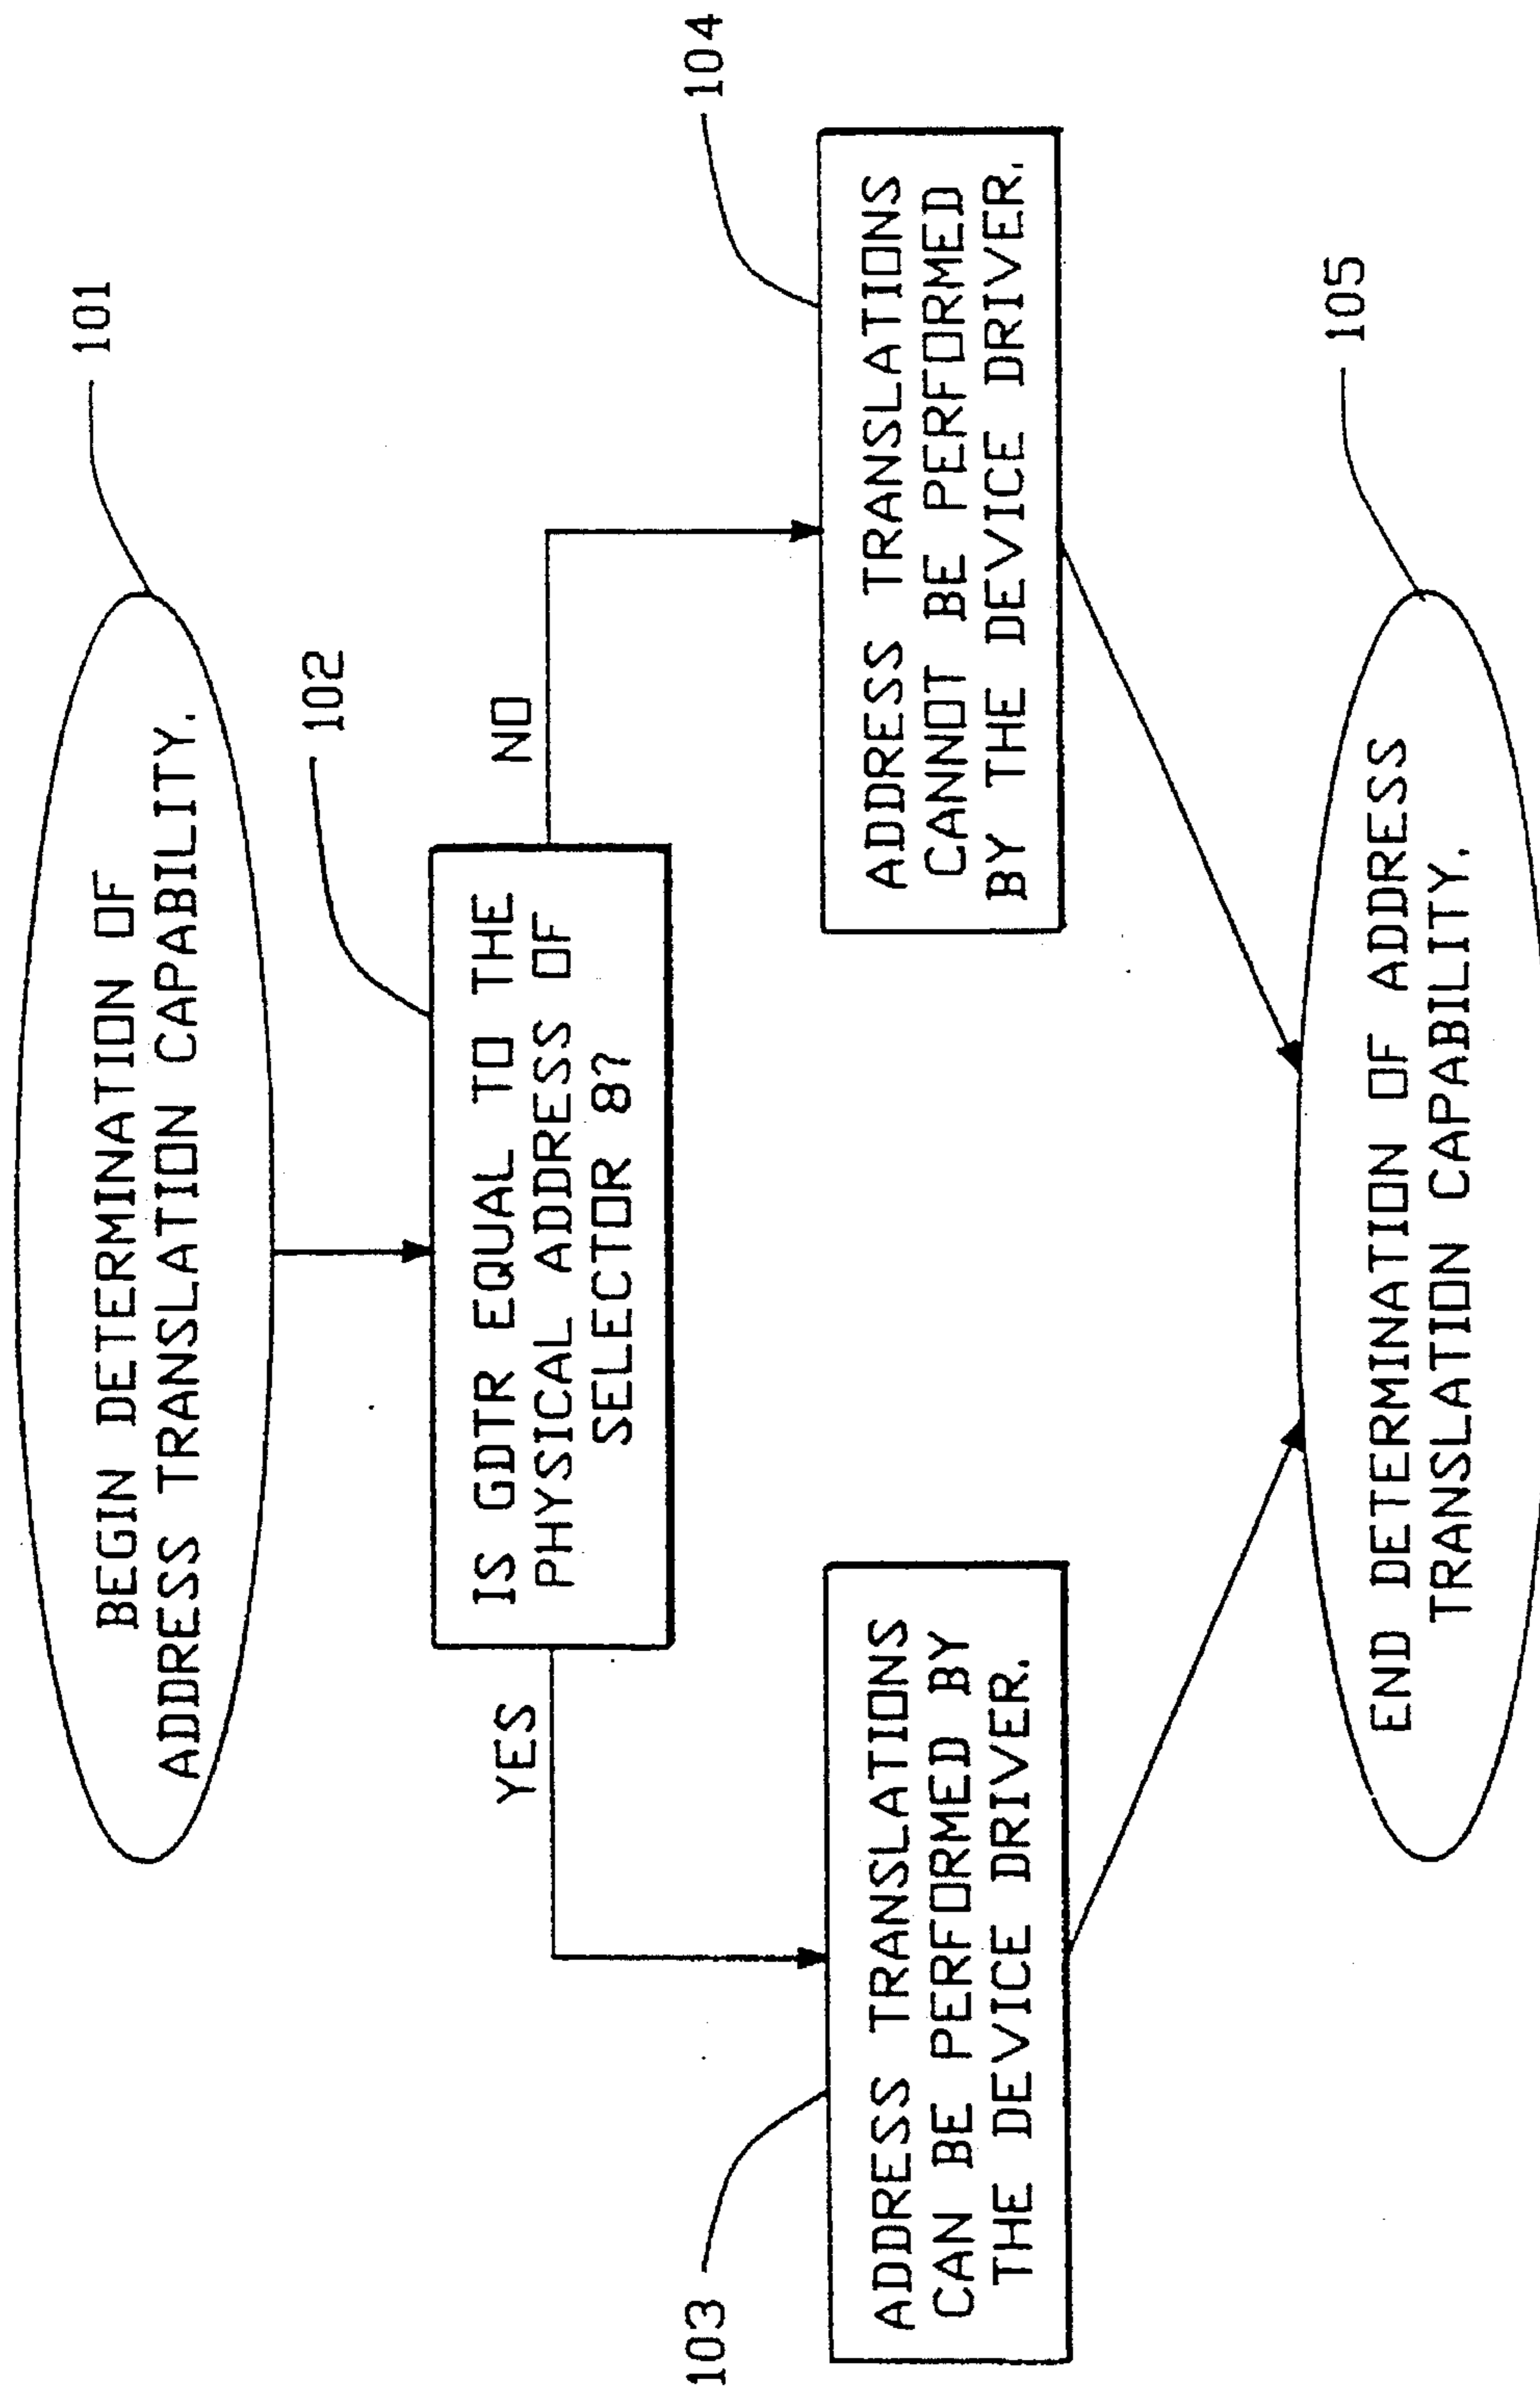 101
BEGIN DETERMINATION OF
ADDRESS TRANSLATION CAPABILITY.
102
IS GDTR EQUAL TO THE
PHYSICAL ADDRESS OF
SELECTOR 8?
YES
NO
103
ADDRESS TRANSLATIONS
CAN BE PERFORMED BY
THE DEVICE DRIVER.
104
ADDRESS TRANSLATIONS
CANNOT BE PERFORMED
BY THE DEVICE DRIVER.
105
END DETERMINATION OF ADDRESS
TRANSLATION CAPABILITY.